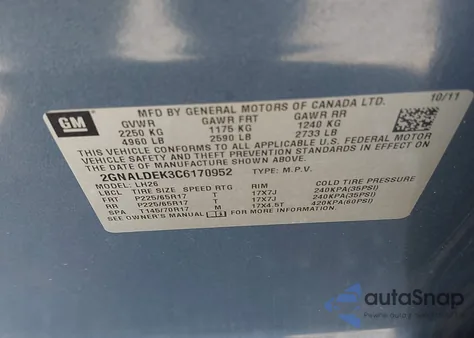 GM
MFD BY GENERAL MOTORS OF CANADA LTD.
10/11
GVWR GAWR FRT GAWR RR
2250 KG 1175 KG 1240 KG
4960 LB 2590 LB 2733 LB
THIS VEHICLE CONFORMS TO ALL APPLICABLE U.S. FEDERAL MOTOR
VEHICLE SAFETY, BUMPER, AND THEFT PREVENTION STANDARDS
IN EFFECT ON THE DATE OF MANUFACTURE SHOWN ABOVE.
2GNALDEK3C6170952 TYPE: M.P.V.
MODEL: LH26
LBCL TIRE SIZE SPEED RTG RIM COLD TIRE PRESSURE
FRT P225/65R17 T 17X7J 240KPA(35PSI)
RR P225/65R17 T 17X7J 240KPA(35PSI)
SPA T145/70R17 M 17X4.5T 420KPA(60PSI)
SEE OWNER'S MANUAL
autaSnap